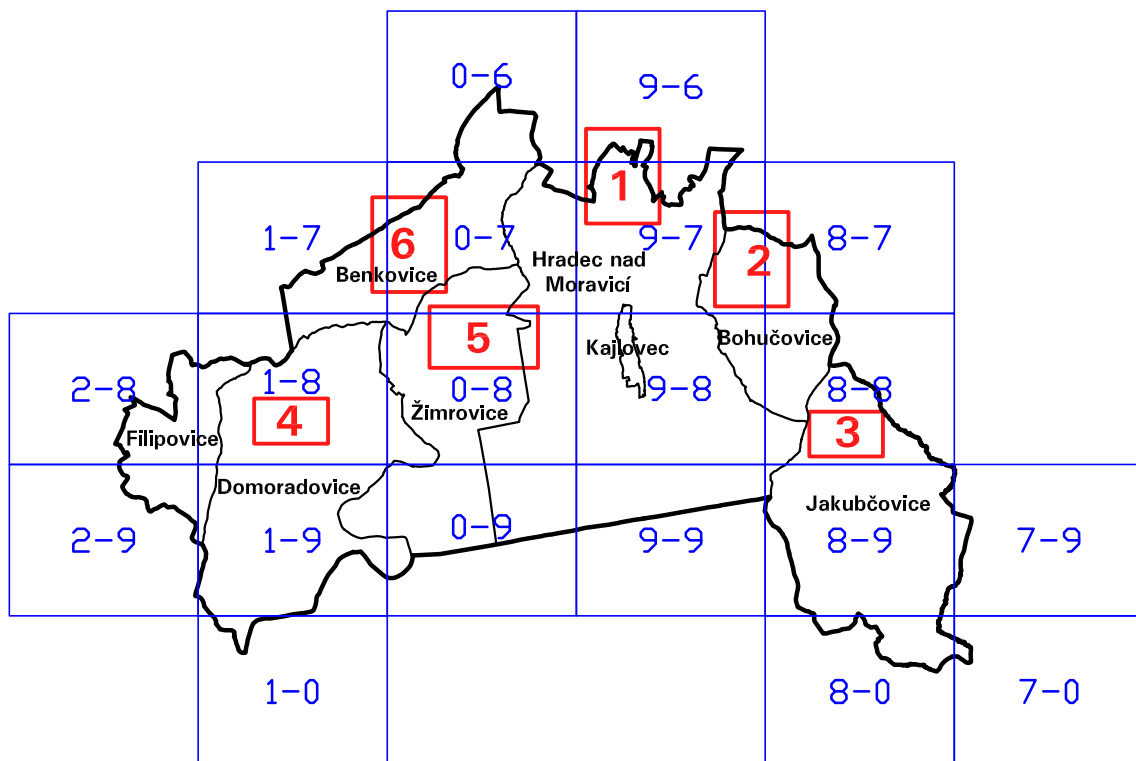 0-6
9-6
1
1-7
6
0-7
9-7
2
8-7
Hradec nad
Moravicí
Benkovice
5
Kajlovec
Bohučovice
2-8
1-8
0-8
9-8
8-8
Žimrovice
4
3
Filipovice
Domoradovice
Jakubčovice
2-9
1-9
0-9
9-9
8-9
7-9
1-0
8-0
7-0